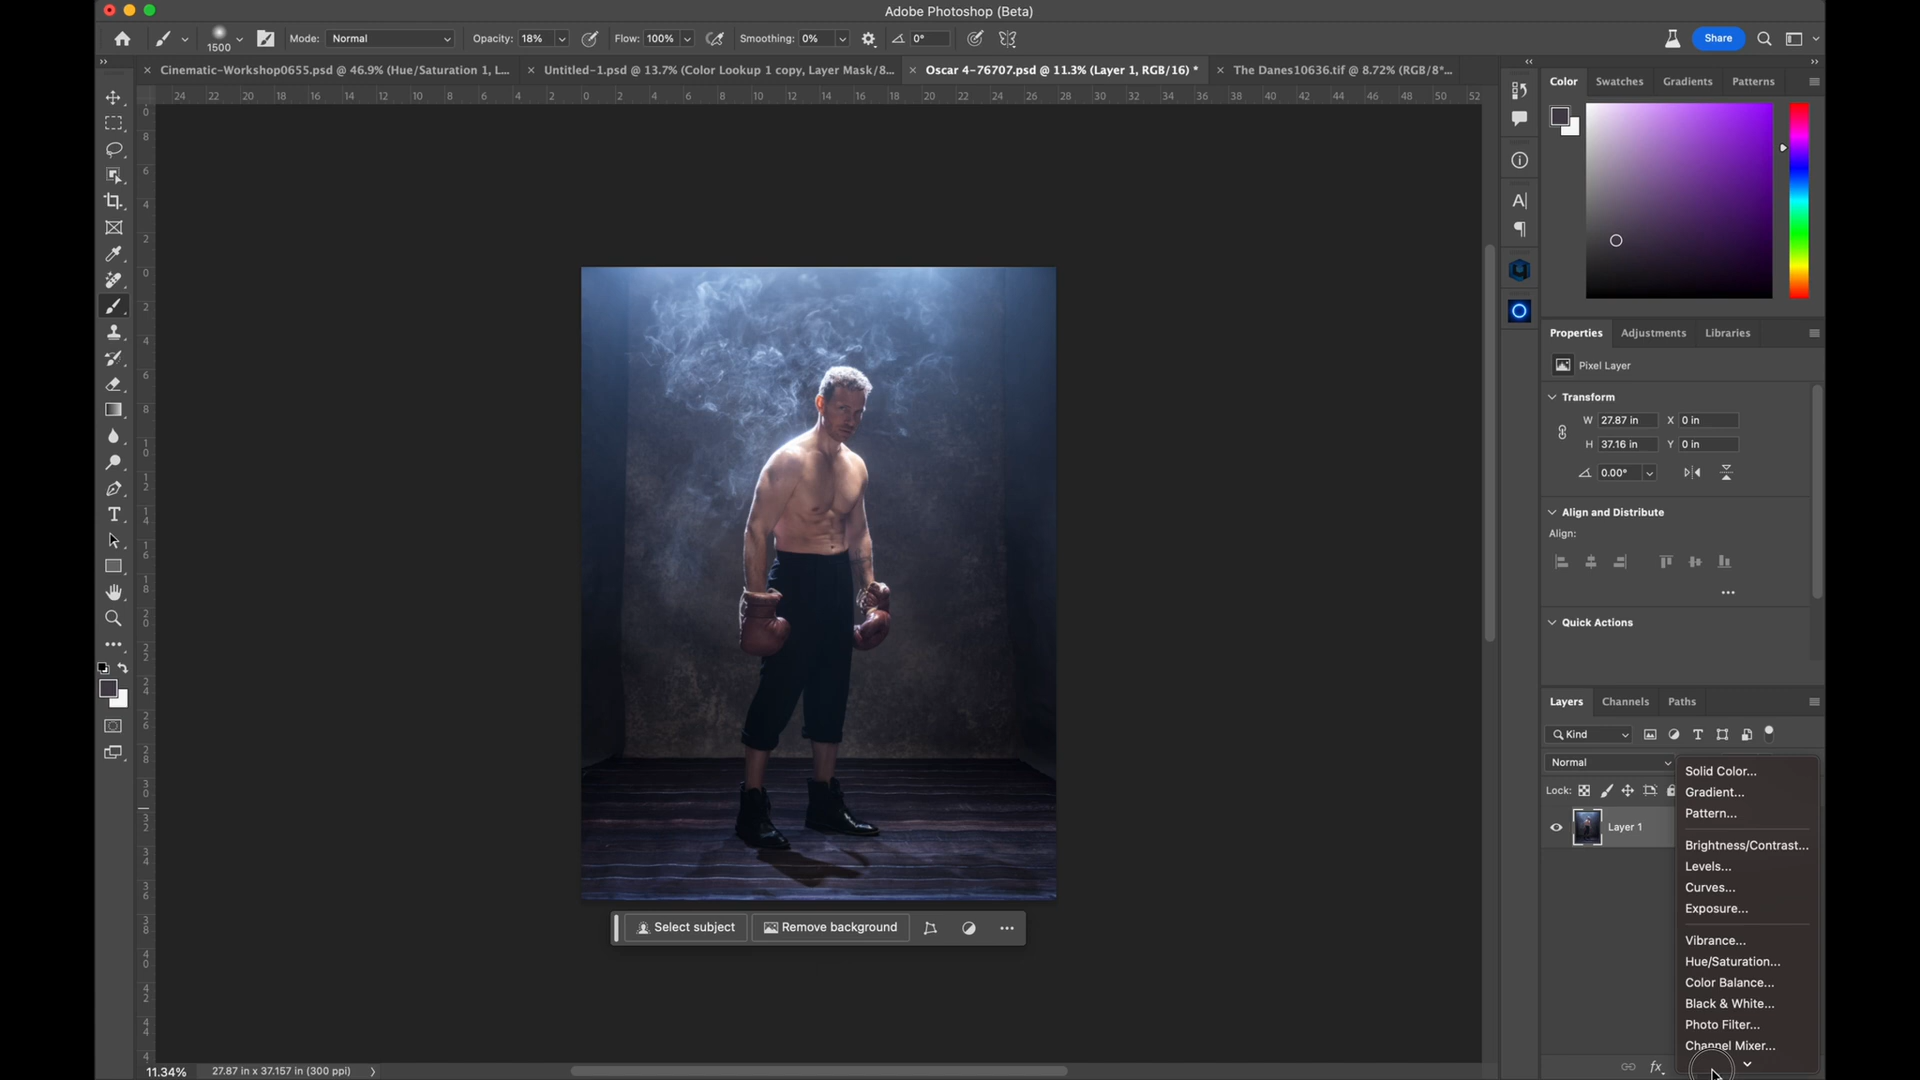 Adobe Photoshop (Beta)
1500 Mode: Normal Opacity: 18% Flow: 100% Smoothing: 0% 0° Share
Cinematic-Workshop0655.psd @ 46.9% (Hue/Saturation 1, L... Untitled-1.psd @ 13.7% (Color Lookup 1 copy, Layer Mask/8... Oscar 4-76707.psd @ 11.3% (Layer 1, RGB/16) * The Danes10636.tif @ 8.72% (RGB/8*...
24 22 20 18 16 14 12 10 8 6 4 2 0 2 4 6 8 10 12 14 16 18 20 22 24 26 28 30 32 34 36 38 40 42 44 46 48 50 52
Color Swatches Gradients Patterns
Properties Adjustments Libraries
Pixel Layer
Transform
W 27.87 in X 0 in
H 37.16 in Y 0 in
0.00°
Align and Distribute
Align:
Quick Actions
Layers Channels Paths
Kind
Normal
Lock:
Layer 1
Solid Color...
Gradient...
Pattern...
Brightness/Contrast...
Levels...
Curves...
Exposure...
Vibrance...
Hue/Saturation...
Color Balance...
Black & White...
Photo Filter...
Channel Mixer...
fx
Select subject Remove background
11.34% 27.87 in x 37.157 in (300 ppi)